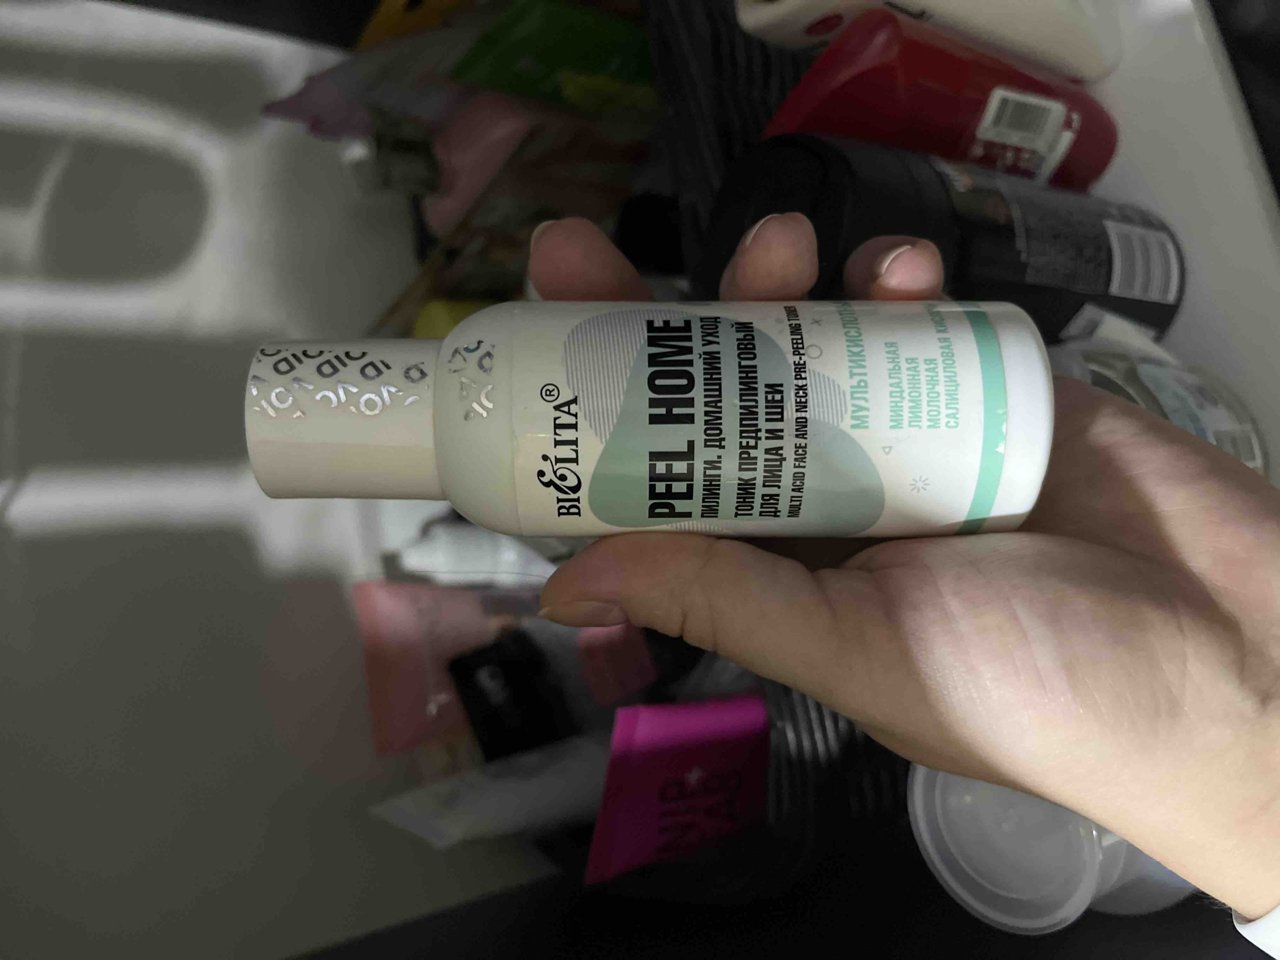 BIELITA®
PEEL HOME
ПИЛИНГИ. ДОМАШНИЙ УХОД
ТОНИК ПРЕДПИЛИНГОВЫЙ
ДЛЯ ЛИЦА И ШЕИ
MULTI ACID FACE AND NECK PRE-PEELING TONER
МИНДАЛЬНАЯ
ЛИМОННАЯ
МОЛОЧНАЯ
САЛИЦИЛОВАЯ